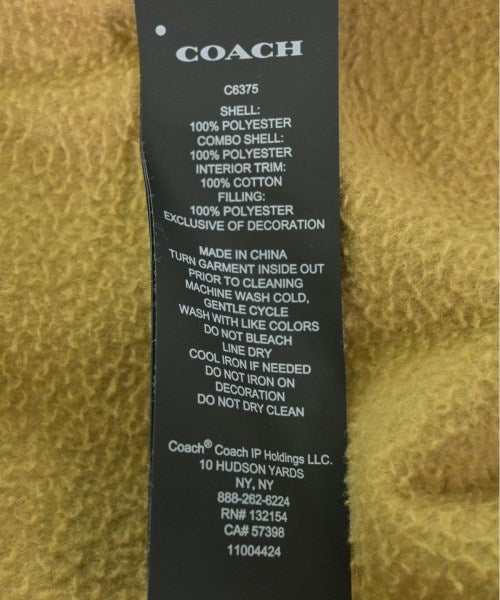 COACH
C6375
SHELL:
100% POLYESTER
COMBO SHELL:
100% POLYESTER
INTERIOR TRIM:
100% COTTON
FILLING:
100% POLYESTER
EXCLUSIVE OF DECORATION
MADE IN CHINA
TURN GARMENT INSIDE OUT
PRIOR TO CLEANING
MACHINE WASH COLD,
GENTLE CYCLE
WASH WITH LIKE COLORS
DO NOT BLEACH
LINE DRY
COOL IRON IF NEEDED
DO NOT IRON ON
DECORATION
DO NOT DRY CLEAN
Coach® Coach IP Holdings LLC.
10 HUDSON YARDS
NY, NY
888-262-6224
RN# 132154
CA# 57398
11004424